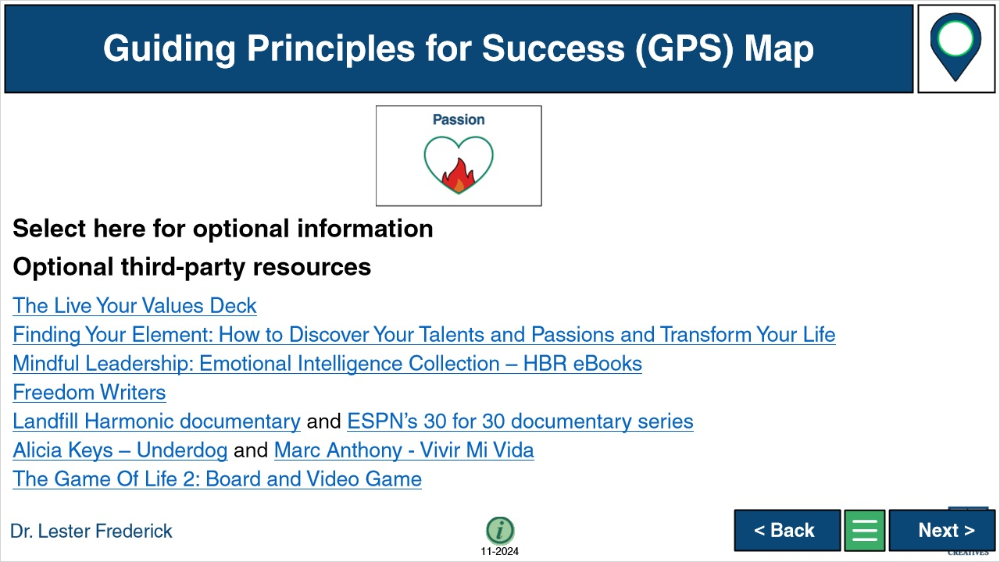 Guiding Principles for Success (GPS) Map
Passion
Select here for optional information
Optional third-party resources
The Live Your Values Deck
Finding Your Element: How to Discover Your Talents and Passions and Transform Your Life
Mindful Leadership: Emotional Intelligence Collection – HBR eBooks
Freedom Writers
Landfill Harmonic documentary and ESPN’s 30 for 30 documentary series
Alicia Keys – Underdog and Marc Anthony - Vivir Mi Vida
The Game Of Life 2: Board and Video Game
Dr. Lester Frederick
i
11-2024
< Back
Next >
CREATIVES